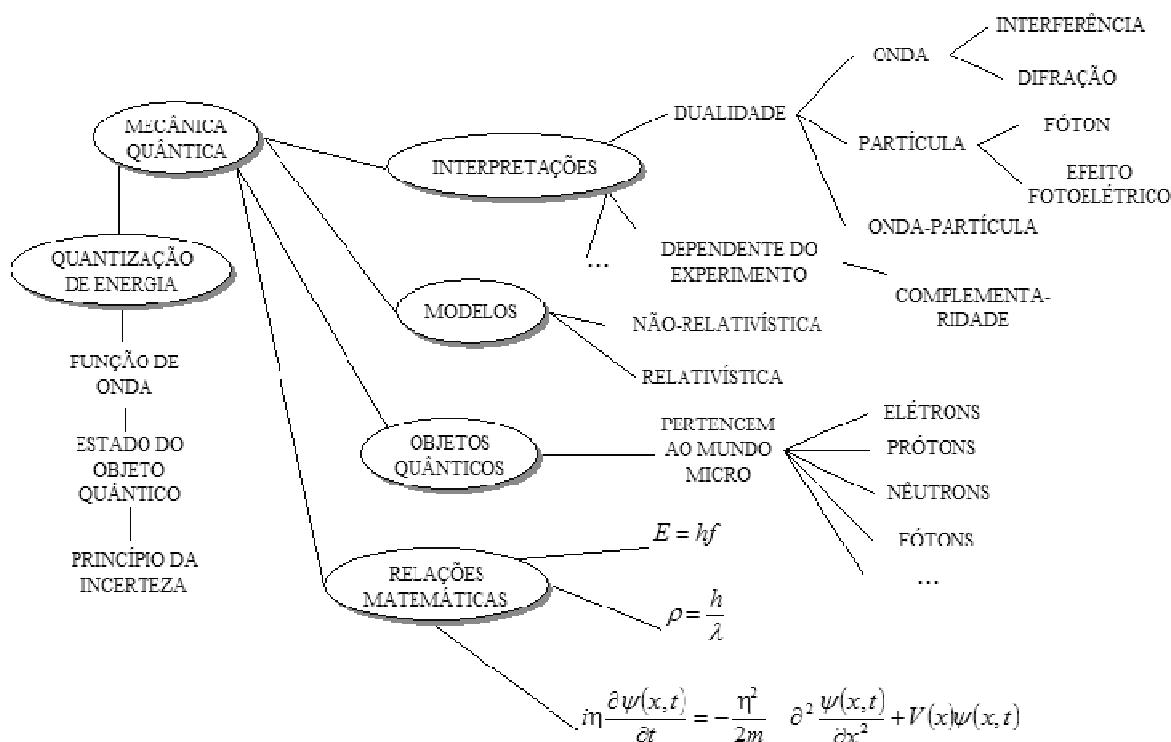 MECÂNICA
QUÂNTICA
QUANTIZAÇÃO
DE ENERGIA
FUNÇÃO DE
ONDA
ESTADO DO
OBJETO
QUÂNTICO
PRINCÍPIO DA
INCERTEZA
INTERPRETAÇÕES
DUALIDADE
ONDA
INTERFERÊNCIA
DIFRAÇÃO
PARTÍCULA
FÓTON
EFEITO
FOTOELÉTRICO
ONDA-PARTÍCULA
...
DEPENDENTE DO
EXPERIMENTO
COMPLEMENTA-
RIDADE
MODELOS
NÃO-RELATIVÍSTICA
RELATIVÍSTICA
OBJETOS
QUÂNTICOS
PERTENCEM
AO MUNDO
MICRO
ELÉTRONS
PRÓTONS
NÊUTRONS
FÓTONS
...
RELAÇÕES
MATEMÁTICAS
E = hf
ρ = h/λ
iη ∂ψ(x,t)/∂t = −η²/2m ∂² ψ(x,t)/∂x² + V(x)ψ(x,t)